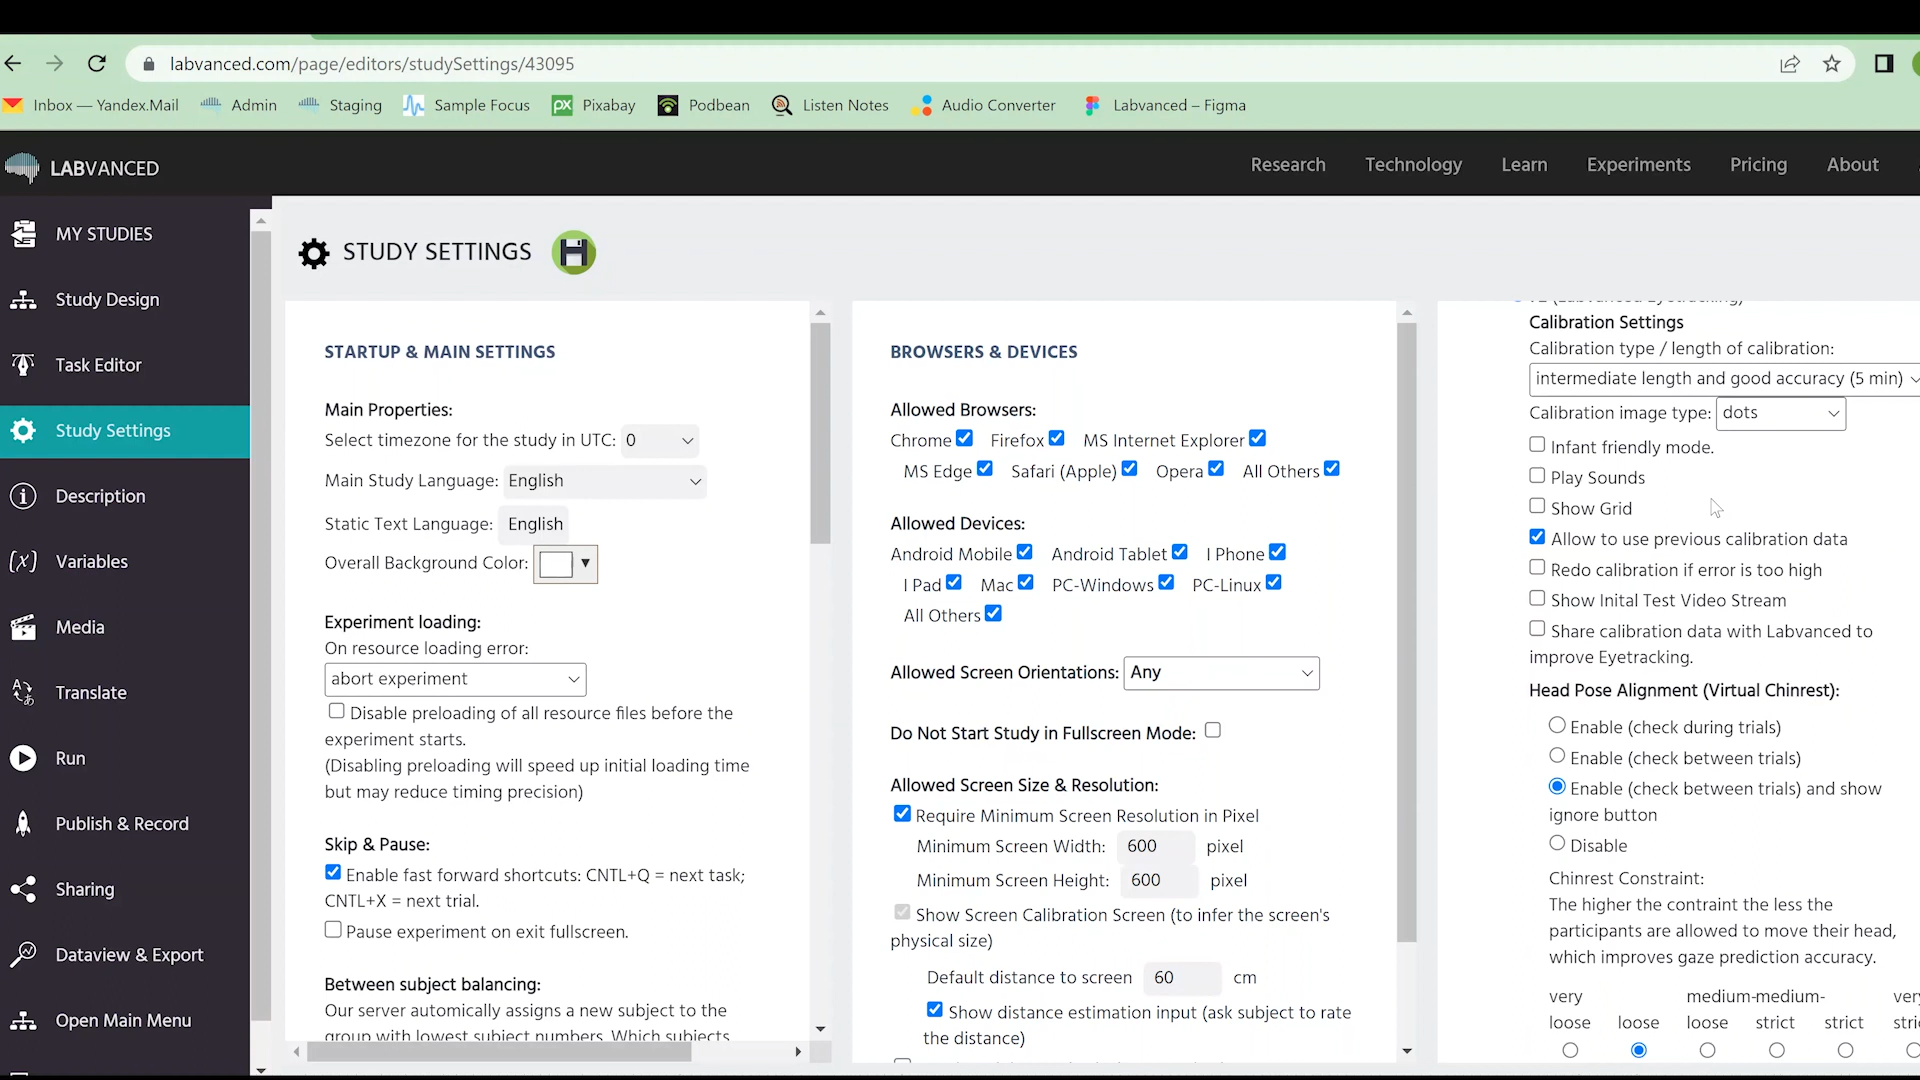 labvanced.com/page/editors/studySettings/43095
Inbox — Yandex.Mail
Admin
Staging
Sample Focus
px Pixabay
Podbean
Listen Notes
Audio Converter
Labvanced – Figma
LABVANCED
Research
Technology
Learn
Experiments
Pricing
About
MY STUDIES
Study Design
Task Editor
Study Settings
Description
Variables
Media
Translate
Run
Publish & Record
Sharing
Dataview & Export
Open Main Menu
STUDY SETTINGS
STARTUP & MAIN SETTINGS
Main Properties:
Select timezone for the study in UTC: 0
Main Study Language: English
Static Text Language: English
Overall Background Color:
Experiment loading:
On resource loading error:
abort experiment
Disable preloading of all resource files before the
experiment starts.
(Disabling preloading will speed up initial loading time
but may reduce timing precision)
Skip & Pause:
Enable fast forward shortcuts: CNTL+Q = next task;
CNTL+X = next trial.
Pause experiment on exit fullscreen.
Between subject balancing:
Our server automically assigns a new subject to the
group with lowest subject numbers. Which subjects
BROWSERS & DEVICES
Allowed Browsers:
Chrome Firefox MS Internet Explorer
MS Edge Safari (Apple) Opera All Others
Allowed Devices:
Android Mobile Android Tablet I Phone
I Pad Mac PC-Windows PC-Linux
All Others
Allowed Screen Orientations: Any
Do Not Start Study in Fullscreen Mode:
Allowed Screen Size & Resolution:
Require Minimum Screen Resolution in Pixel
Minimum Screen Width: 600 pixel
Minimum Screen Height: 600 pixel
Show Screen Calibration Screen (to infer the screen's
physical size)
Default distance to screen 60 cm
Show distance estimation input (ask subject to rate
the distance)
Calibration Settings
Calibration type / length of calibration:
intermediate length and good accuracy (5 min)
Calibration image type: dots
Infant friendly mode.
Play Sounds
Show Grid
Allow to use previous calibration data
Redo calibration if error is too high
Show Inital Test Video Stream
Share calibration data with Labvanced to
improve Eyetracking.
Head Pose Alignment (Virtual Chinrest):
Enable (check during trials)
Enable (check between trials)
Enable (check between trials) and show
ignore button
Disable
Chinrest Constraint:
The higher the contraint the less the
participants are allowed to move their head,
which improves gaze prediction accuracy.
very medium-medium- very
loose loose loose strict strict stric